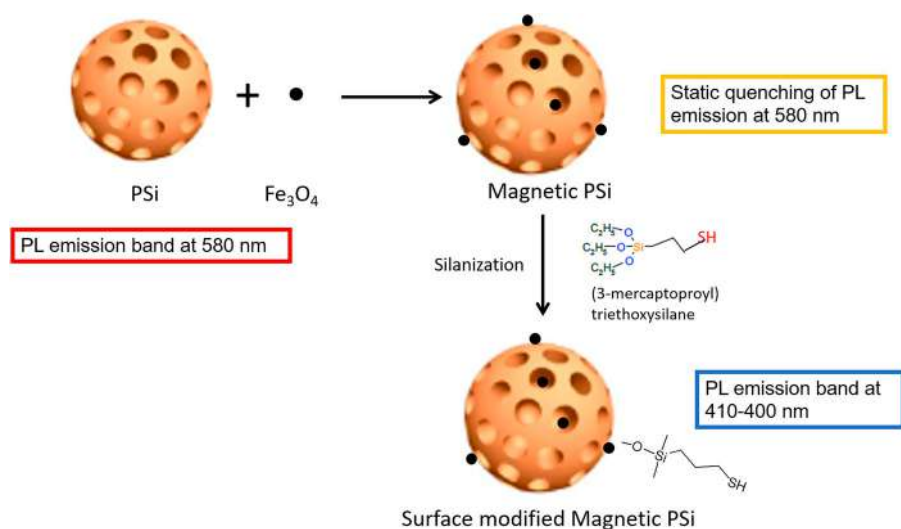 Static quenching of PL
emission at 580 nm
PSi
Fe₃O₄
Magnetic PSi
PL emission band at 580 nm
Silanization
C₂H₅
O
SH
C₂H₅
O
Si
O
C₂H₅
(3-mercaptoproyl)
triethoxysilane
PL emission band at
410-400 nm
O
Si
SH
Surface modified Magnetic PSi